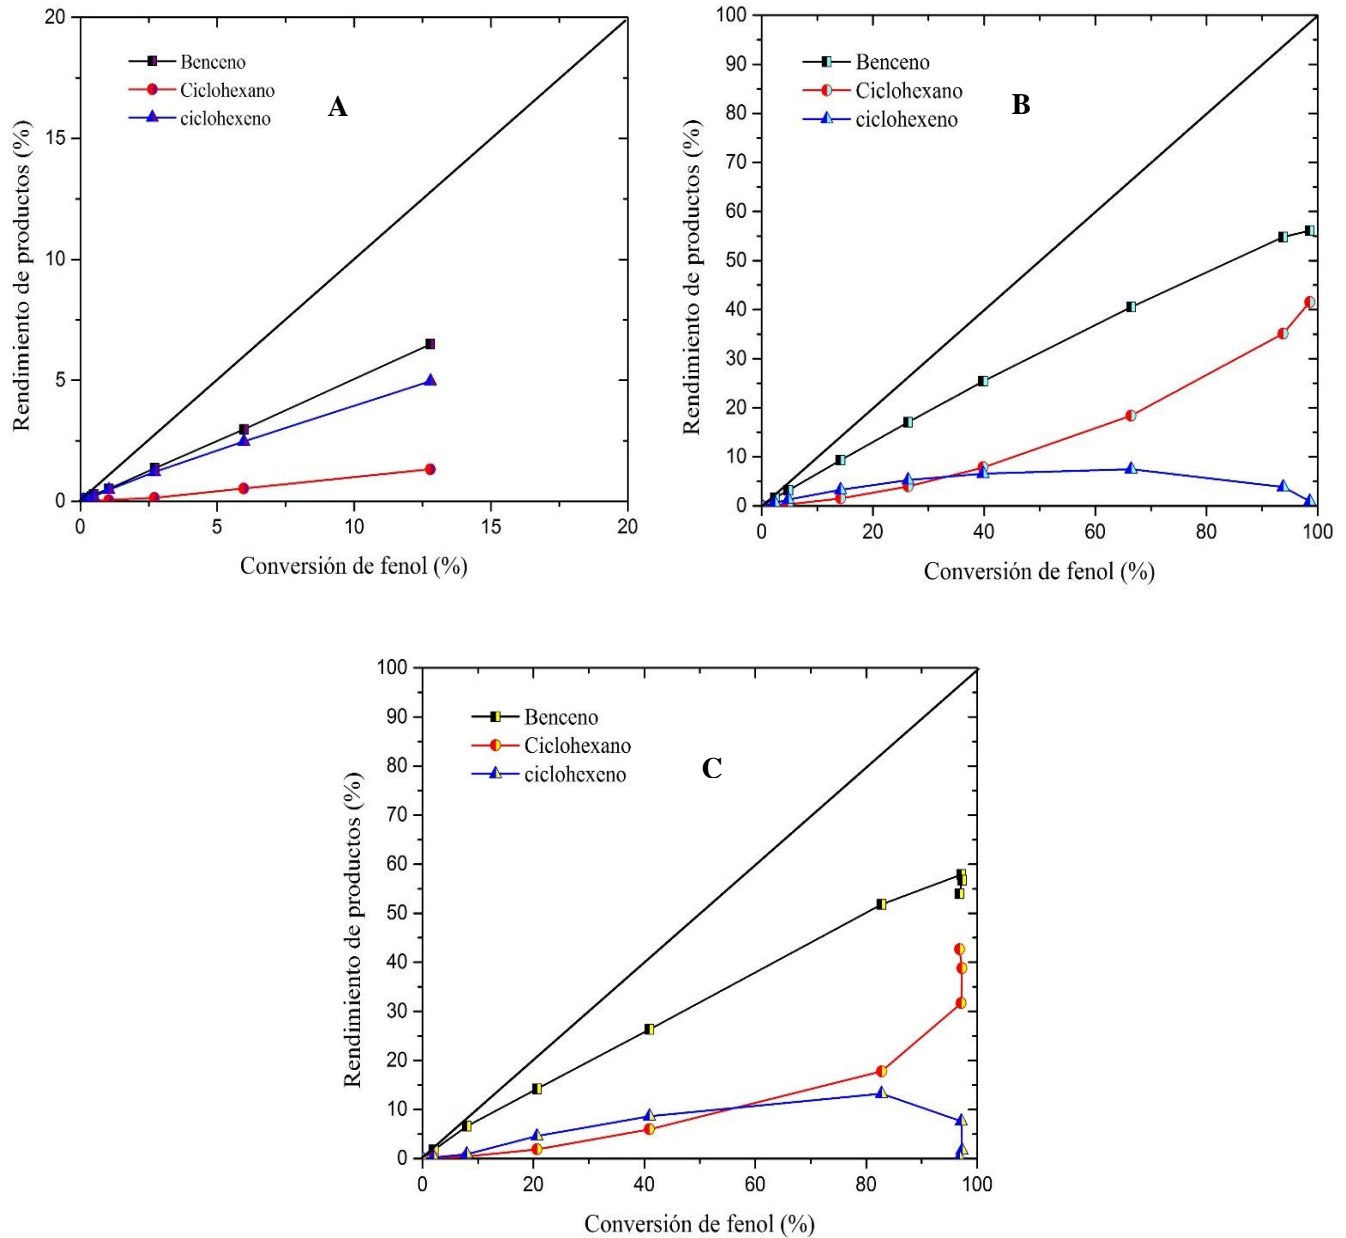 20
15
10
5
0
0
5
10
15
20
Rendimiento de productos (%)
Conversión de fenol (%)
Benceno
Ciclohexano
ciclohexeno
A
100
90
80
70
60
50
40
30
20
10
0
0
20
40
60
80
100
Rendimiento de productos (%)
Conversión de fenol (%)
Benceno
Ciclohexano
ciclohexeno
B
100
90
80
70
60
50
40
30
20
10
0
0
20
40
60
80
100
Rendimiento de productos (%)
Conversión de fenol (%)
Benceno
Ciclohexano
ciclohexeno
C